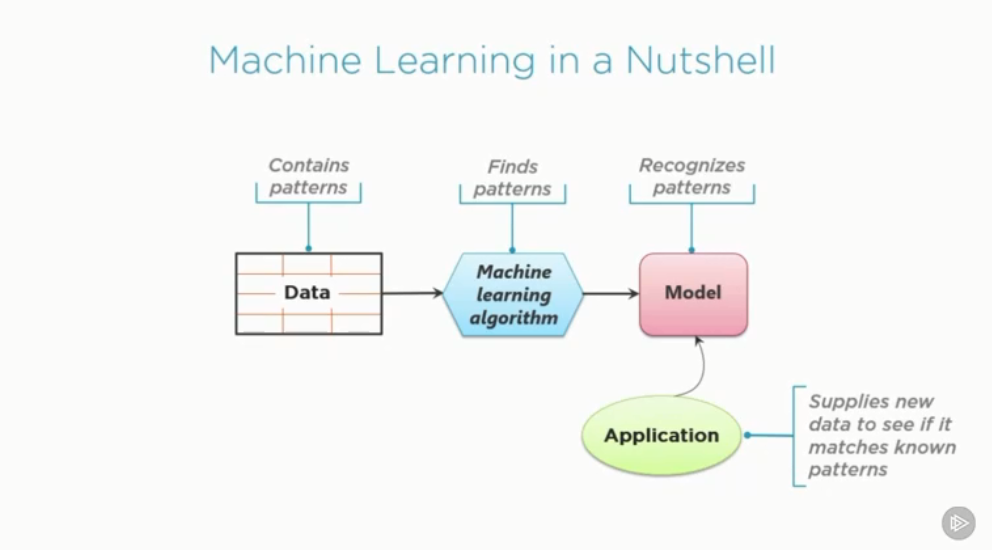 Machine Learning in a Nutshell
Contains
patterns
Finds
patterns
Recognizes
patterns
Data
Machine
learning
algorithm
Model
Application
Supplies new
data to see if it
matches known
patterns